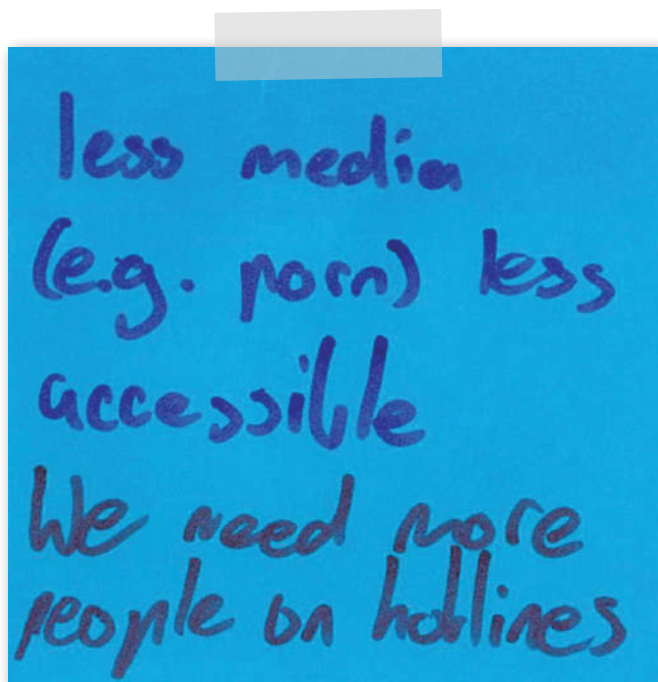 less media
(e.g. porn) less
accessible
We need more
people on hotlines